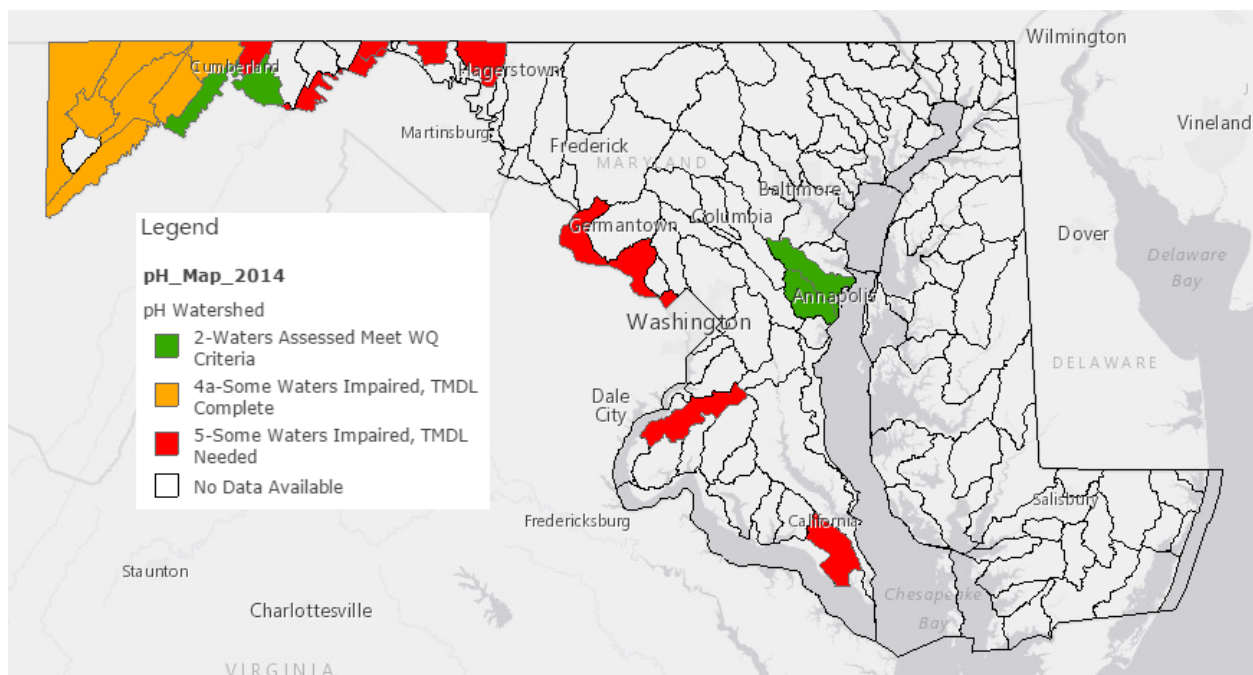 Wilmington
Cumberland
Hagerstown
Vineland
Martinsburg
Frederick
MARYLAND
Baltimore
Columbia
Germantown
Dover
Delaware
Bay
Annapolis
Washington
DELAWARE
Legend
pH_Map_2014
pH Watershed
2-Waters Assessed Meet WQ
Criteria
4a-Some Waters Impaired, TMDL
Complete
5-Some Waters Impaired, TMDL
Needed
No Data Available
Dale
City
Salisbury
Fredericksburg
California
Staunton
Chesapeake
Bay
Charlottesville
VIRGINIA